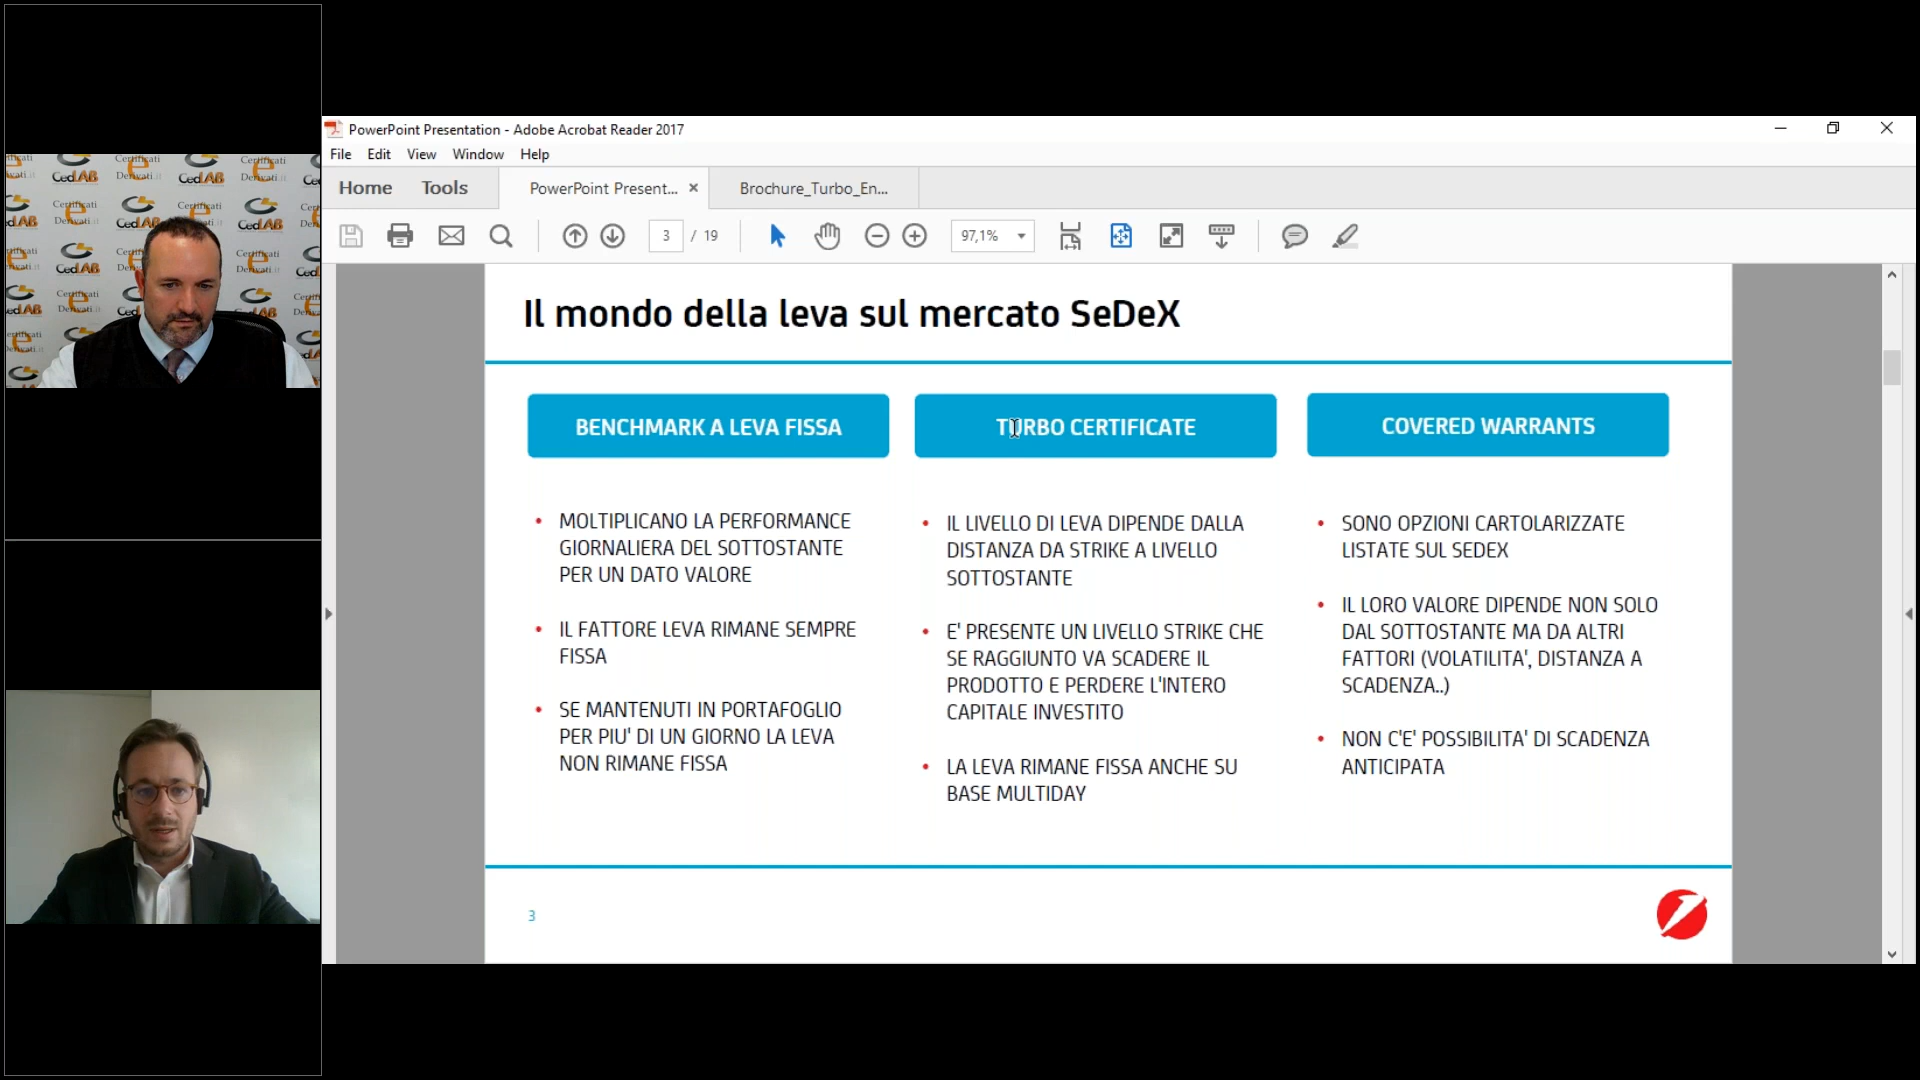 PowerPoint Presentation - Adobe Acrobat Reader 2017
File Edit View Window Help
Home Tools PowerPoint Present... × Brochure_Turbo_En...
3 / 19 97,1%
Certificati
Derivati.it
CedLAB
Il mondo della leva sul mercato SeDeX
BENCHMARK A LEVA FISSA
• MOLTIPLICANO LA PERFORMANCE
GIORNALIERA DEL SOTTOSTANTE
PER UN DATO VALORE
• IL FATTORE LEVA RIMANE SEMPRE
FISSA
• SE MANTENUTI IN PORTAFOGLIO
PER PIU' DI UN GIORNO LA LEVA
NON RIMANE FISSA
TURBO CERTIFICATE
• IL LIVELLO DI LEVA DIPENDE DALLA
DISTANZA DA STRIKE A LIVELLO
SOTTOSTANTE
• E' PRESENTE UN LIVELLO STRIKE CHE
SE RAGGIUNTO VA SCADERE IL
PRODOTTO E PERDERE L'INTERO
CAPITALE INVESTITO
• LA LEVA RIMANE FISSA ANCHE SU
BASE MULTIDAY
COVERED WARRANTS
• SONO OPZIONI CARTOLARIZZATE
LISTATE SUL SEDEX
• IL LORO VALORE DIPENDE NON SOLO
DAL SOTTOSTANTE MA DA ALTRI
FATTORI (VOLATILITA', DISTANZA A
SCADENZA..)
• NON C'E' POSSIBILITA' DI SCADENZA
ANTICIPATA
3